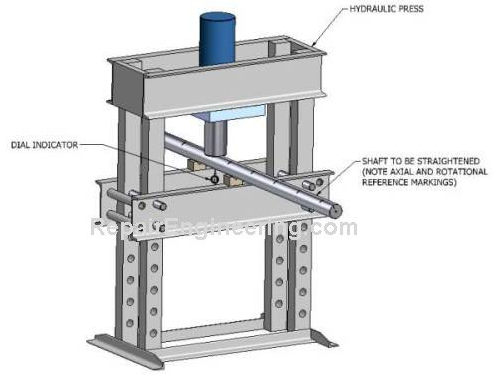 HYDRAULIC PRESS
DIAL INDICATOR
SHAFT TO BE STRAIGHTENED
(NOTE AXIAL AND ROTATIONAL
REFERENCE MARKINGS)
RepairEngineering.com